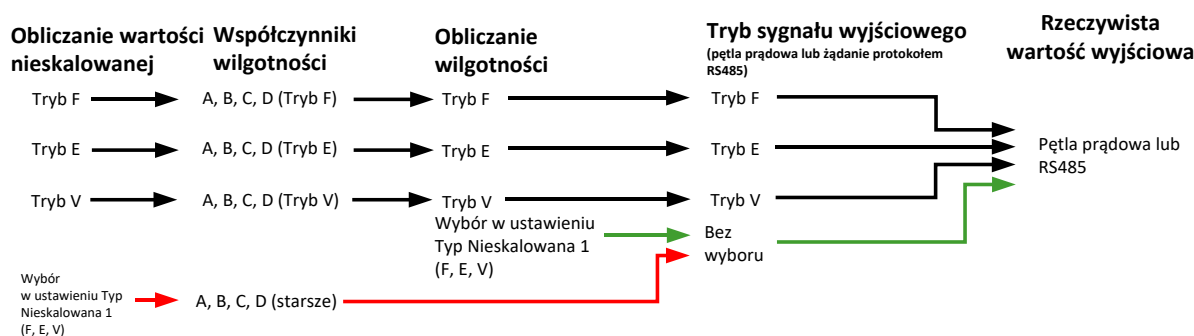 Obliczanie wartości
nieskalowanej
Współczynniki
wilgotności
Obliczanie
wilgotności
Tryb sygnału wyjściowego
(pętla prądowa lub żądanie protokołem
RS485)
Rzeczywista
wartość wyjściowa
Tryb F
A, B, C, D (Tryb F)
Tryb F
Tryb F
Tryb E
A, B, C, D (Tryb E)
Tryb E
Tryb E
Pętla prądowa lub
RS485
Tryb V
A, B, C, D (Tryb V)
Tryb V
Tryb V
Wybór w ustawieniu
Typ Nieskalowana 1
(F, E, V)
Bez
wyboru
Wybór
w ustawieniu Typ
Nieskalowana 1
(F, E, V)
A, B, C, D (starsze)